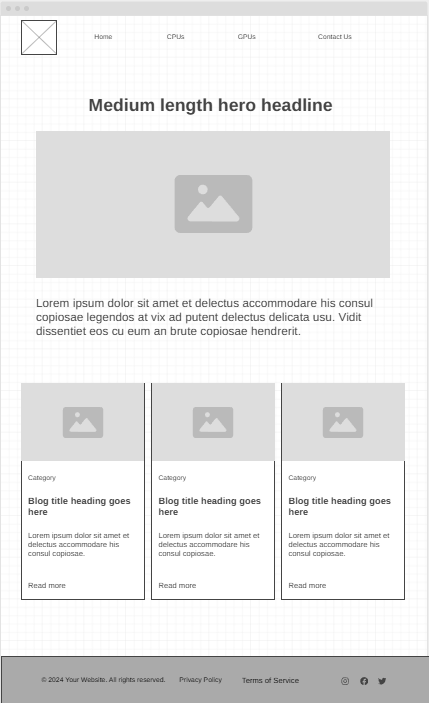 Home CPUs GPUs Contact Us
Medium length hero headline
Lorem ipsum dolor sit amet et delectus accommodare his consul
copiosae legendos at vix ad putent delectus delicata usu. Vidit
dissentiet eos cu eum an brute copiosae hendrerit.
Category
Blog title heading goes
here
Lorem ipsum dolor sit amet et
delectus accommodare his
consul copiosae.
Read more
Category
Blog title heading goes
here
Lorem ipsum dolor sit amet et
delectus accommodare his
consul copiosae.
Read more
Category
Blog title heading goes
here
Lorem ipsum dolor sit amet et
delectus accommodare his
consul copiosae.
Read more
© 2024 Your Website. All rights reserved. Privacy Policy Terms of Service